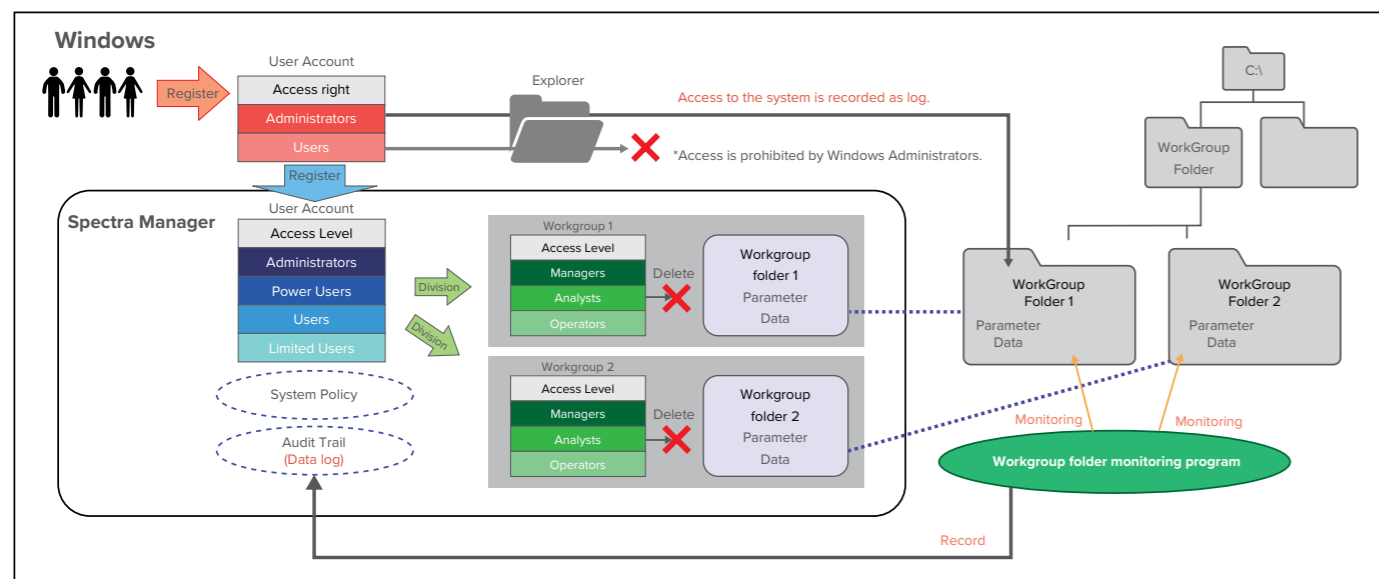 Windows
User Account
Register
Access right
Administrators
Users
Explorer
Access to the system is recorded as log.
*Access is prohibited by Windows Administrators.
C:\
WorkGroup
Folder
Register
Spectra Manager
User Account
Access Level
Administrators
Power Users
Users
Limited Users
System Policy
Audit Trail
(Data log)
Division
Division
Workgroup 1
Access Level
Managers
Analysts
Operators
Delete
Workgroup
folder 1
Parameter
Data
Workgroup 2
Access Level
Managers
Analysts
Operators
Delete
Workgroup
folder 2
Parameter
Data
WorkGroup
Folder 1
Parameter
Data
WorkGroup
Folder 2
Parameter
Data
Monitoring
Monitoring
Workgroup folder monitoring program
Record